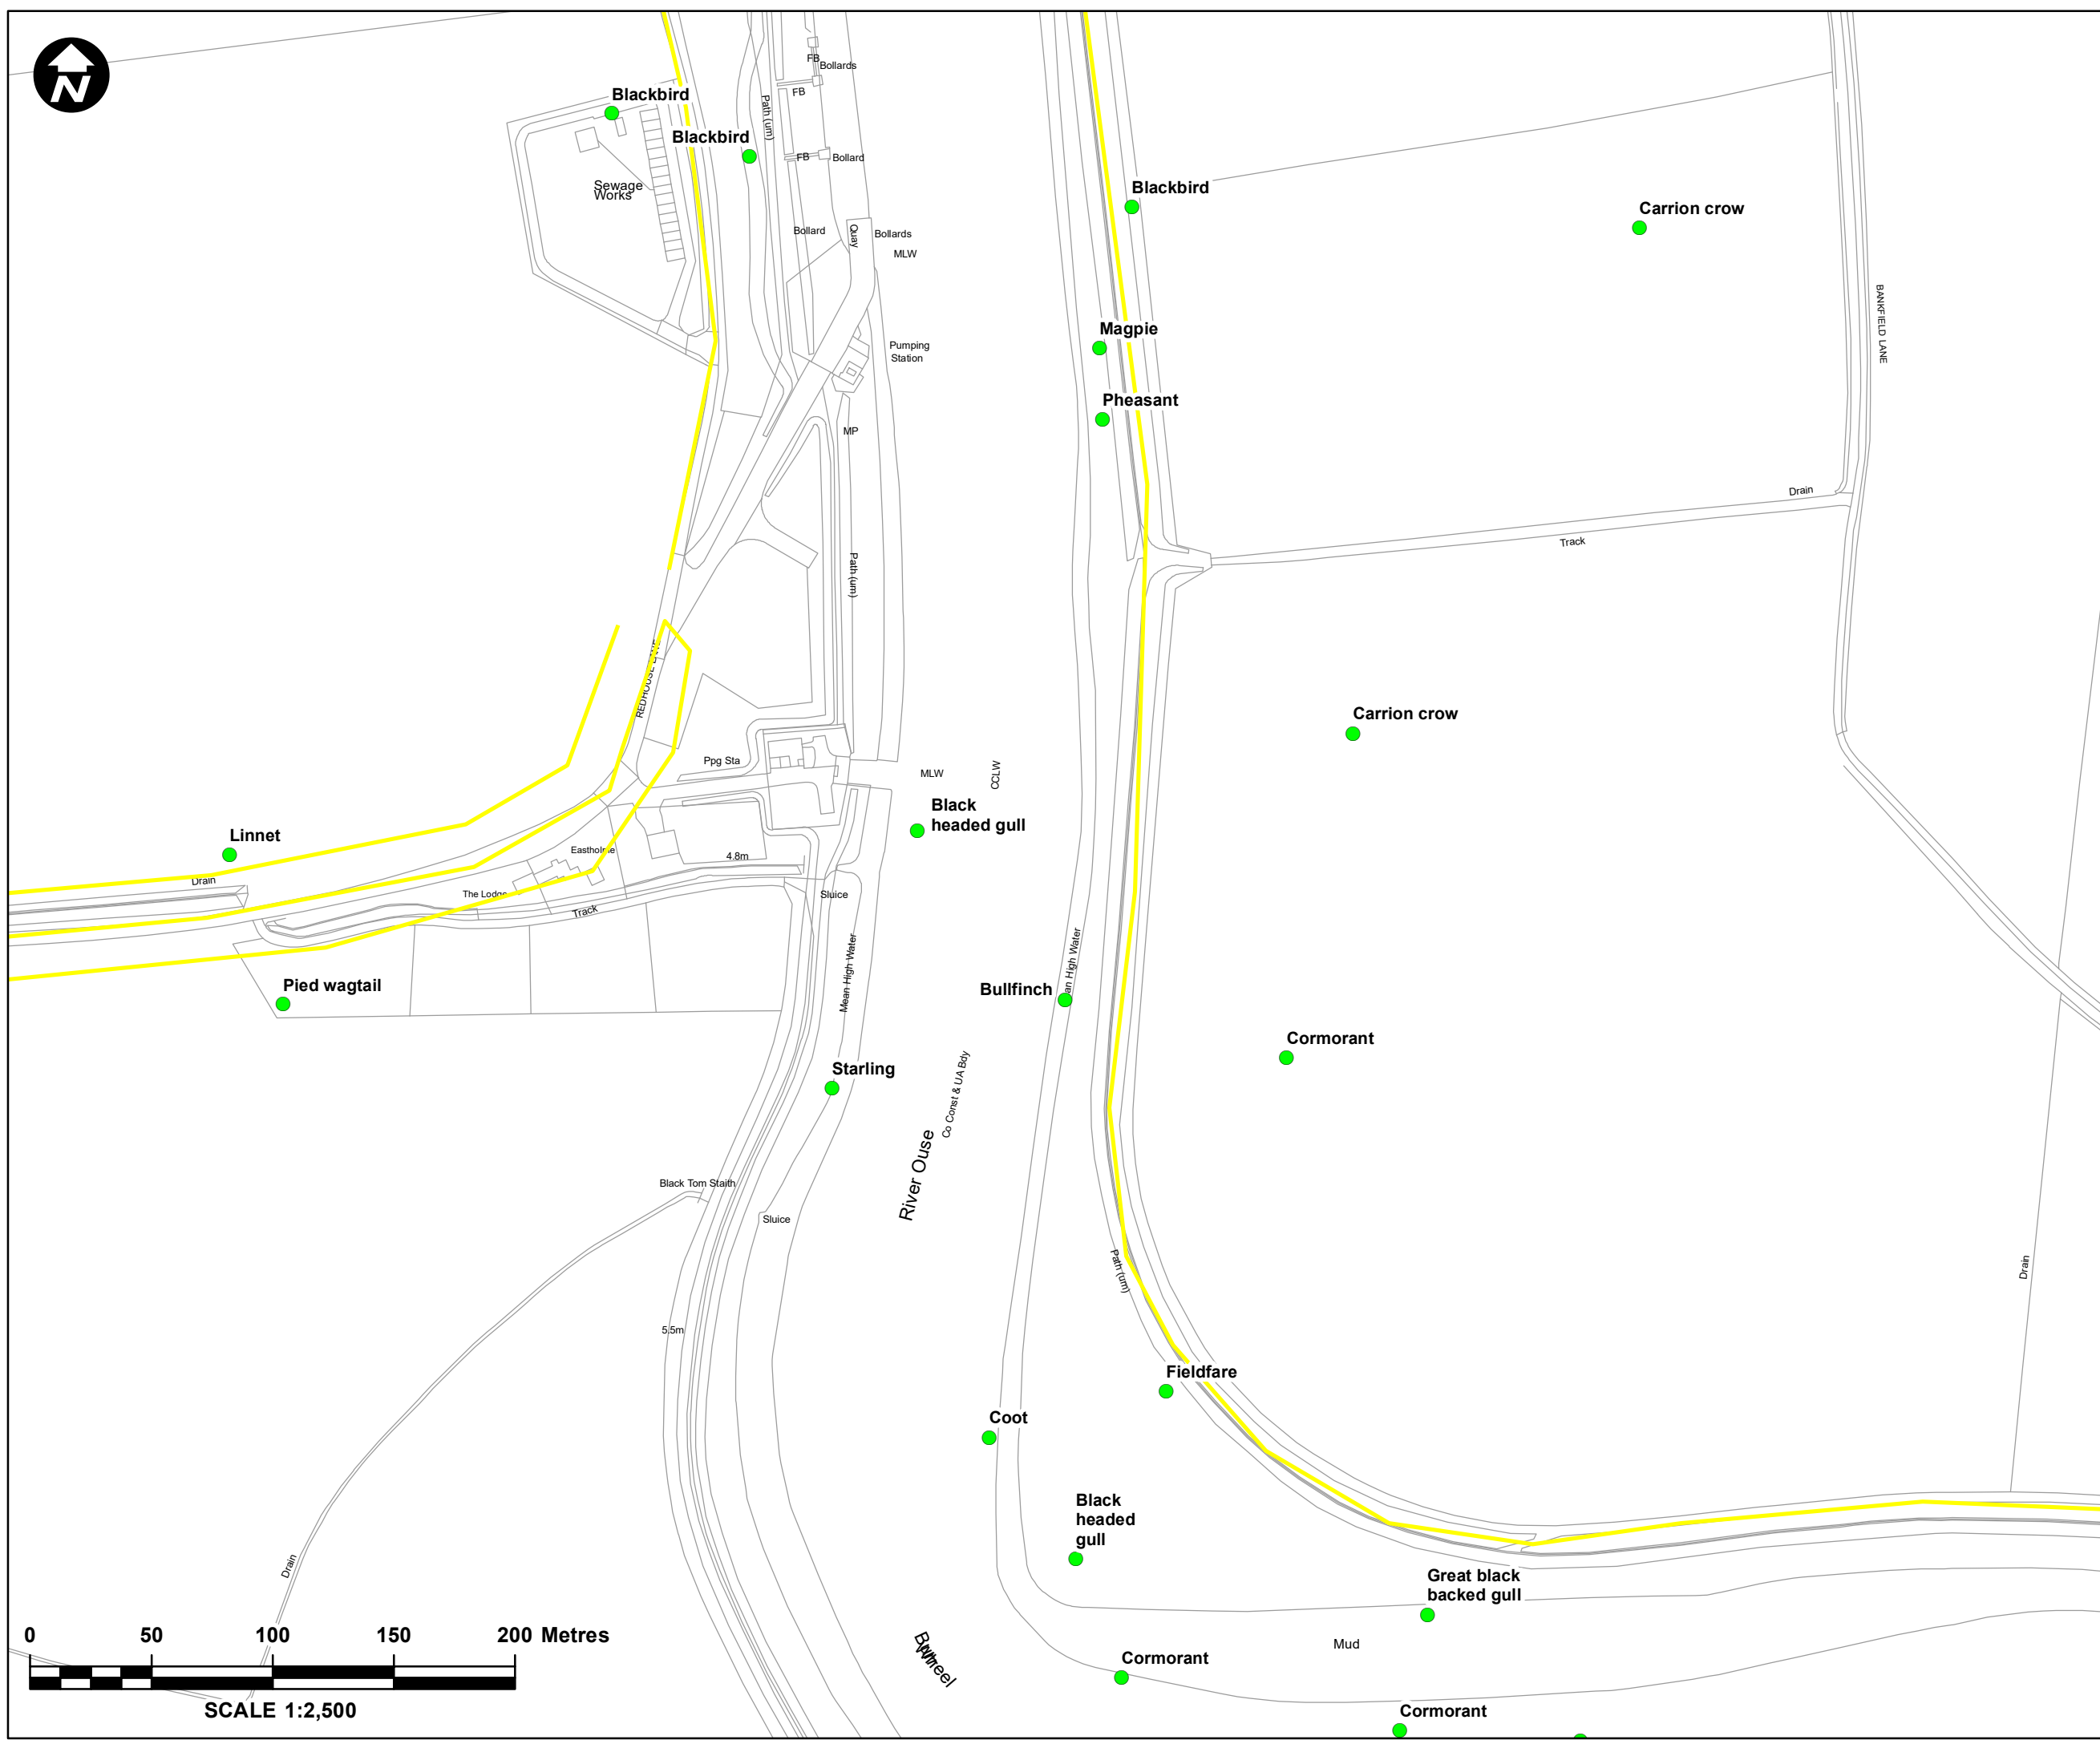 N
FB
Bollards
Blackbird
FB
Path (um)
Blackbird
FB
Bollard
Sewage
Works
Blackbird
Carrion crow
Bollard
Quay
Bollards
MLW
BANKFIELD LANE
Magpie
Pumping
Station
Pheasant
MP
Drain
Track
Path (um)
Carrion crow
Ppg Sta
MLW
CCLW
Black
headed gull
Linnet
Eastholme
4.8m
Drain
The Lodge
Sluice
Track
Mean High Water
an High Water
Pied wagtail
Bullfinch
Cormorant
Starling
Co Const & UA Bdy
River Ouse
Black Tom Staith
Sluice
Path (um)
Drain
5.5m
Fieldfare
Coot
Black
headed
gull
Drain
Great black
backed gull
Mud
0 50 100 150 200 Metres
SCALE 1:2,500
Wheel
Cormorant
Cormorant